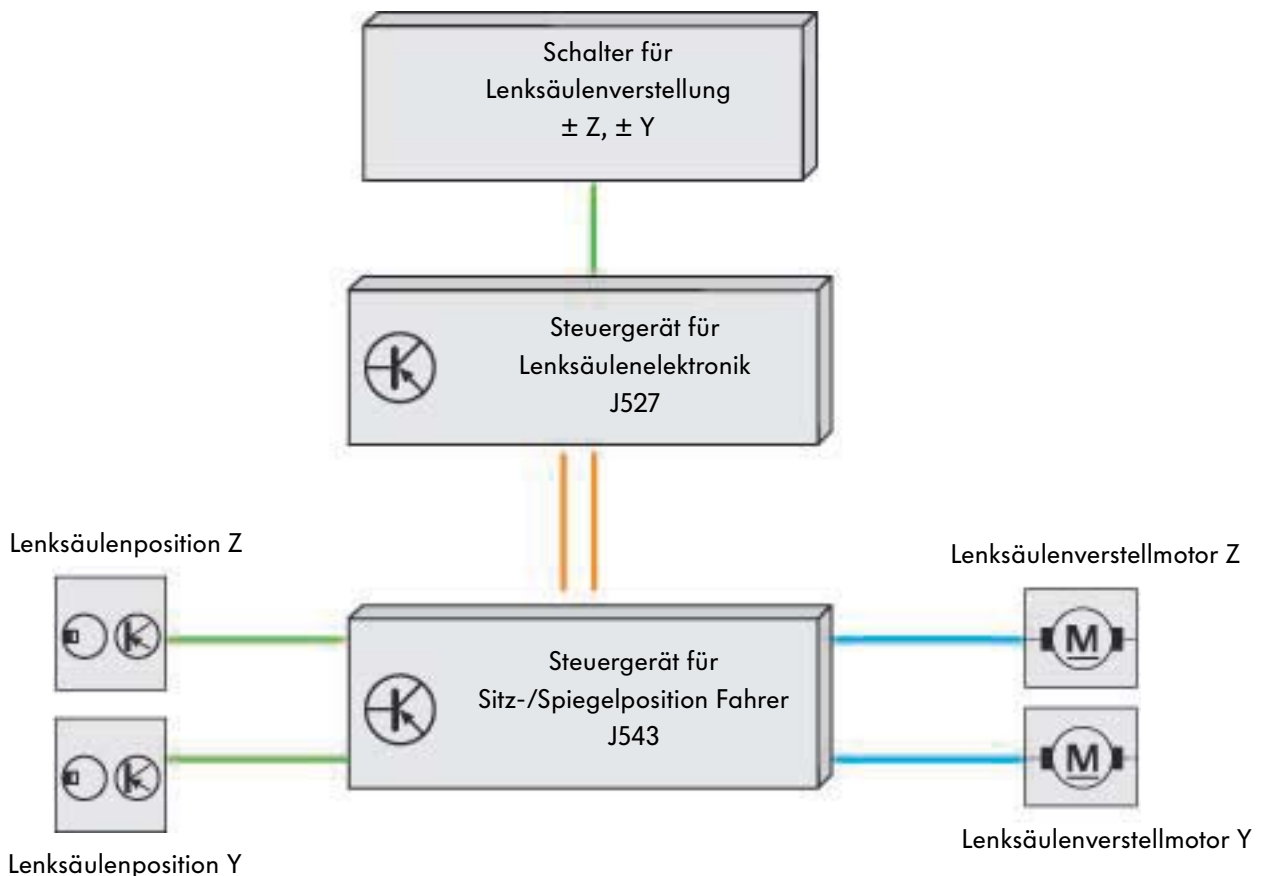 Schalter für
Lenksäulenverstellung
± Z, ± Y
Steuergerät für
Lenksäulenelektronik
J527
Lenksäulenposition Z
Lenksäulenverstellmotor Z
Steuergerät für
Sitz-/Spiegelposition Fahrer
J543
M
M
Lenksäulenverstellmotor Y
Lenksäulenposition Y